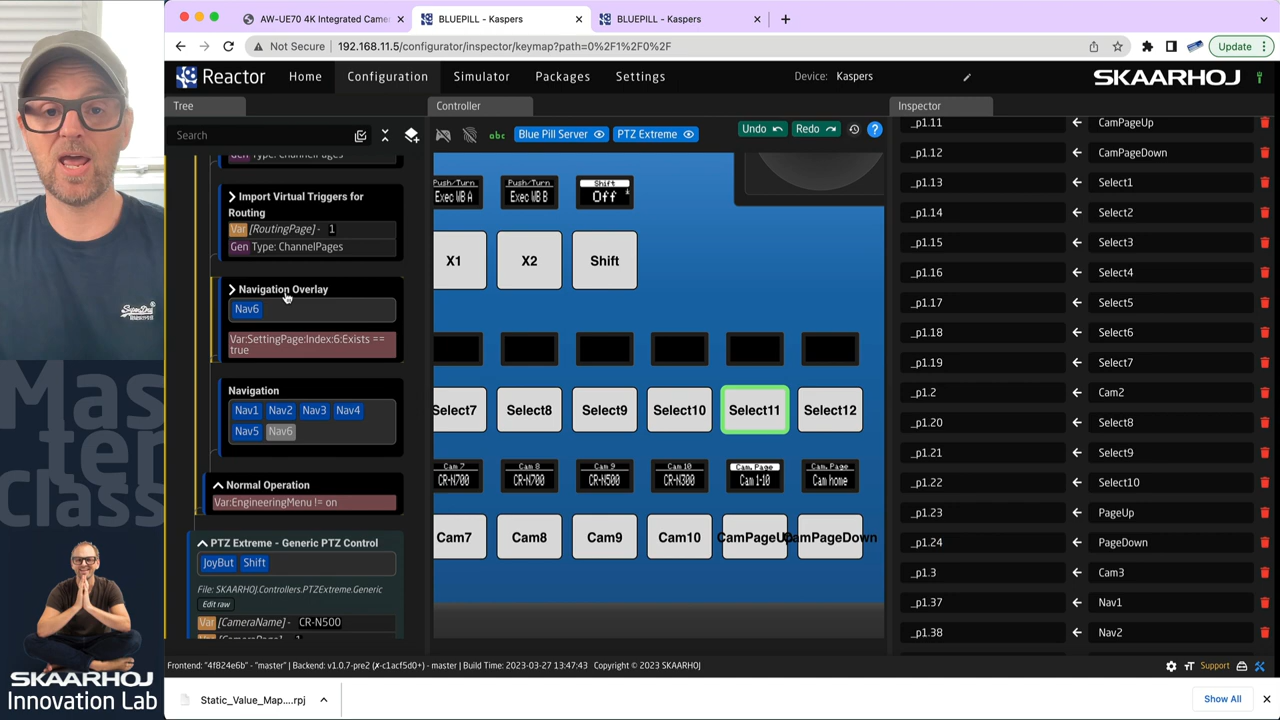 AW-UE70 4K Integrated Came
BLUEPILL - Kaspers
BLUEPILL - Kaspers
Not Secure
192.168.11.5/configurator/inspector/keymap?path=0%2F1%2F0%2F
Update
Reactor
Home
Configuration
Simulator
Packages
Settings
Device:
Kaspers
SKAARHOJ
Tree
Controller
Inspector
Search
abc
Blue Pill Server
PTZ Extreme
Undo
Redo
?
Gen Type: ChannelPages
Import Virtual Triggers for
Routing
Var [RoutingPage] - 1
Gen Type: ChannelPages
Navigation Overlay
Nav6
Var:SettingPage:Index:6:Exists ==
true
Navigation
Nav1 Nav2 Nav3 Nav4
Nav5 Nav6
Normal Operation
Var:EngineeringMenu != on
PTZ Extreme - Generic PTZ Control
JoyBut Shift
File: SKAARHOJ.Controllers.PTZExtreme.Generic
Edit raw
Var [CameraName] - CR-N500
Push/Turn
Exec WB A
Push/Turn
Exec WB B
Shift
Off
X1
X2
Shift
Select7
Select8
Select9
Select10
Select11
Select12
Cam 7
CR-N700
Cam 8
CR-N700
Cam 9
CR-N500
Cam 10
CR-N300
Cam. Page
Cam 1-10
Cam. Page
Cam home
Cam7
Cam8
Cam9
Cam10
CamPageUp
CamPageDown
_p1.11 CamPageUp
_p1.12 CamPageDown
_p1.13 Select1
_p1.14 Select2
_p1.15 Select3
_p1.16 Select4
_p1.17 Select5
_p1.18 Select6
_p1.19 Select7
_p1.2 Cam2
_p1.20 Select8
_p1.21 Select9
_p1.22 Select10
_p1.23 PageUp
_p1.24 PageDown
_p1.3 Cam3
_p1.37 Nav1
_p1.38 Nav2
Frontend: "4f824e6b" - "master" | Backend: v1.0.7-pre2 (X-c1acf5d0+) - master | Build Time: 2023-03-27 13:47:43 Copyright © 2023 SKAARHOJ
Support
Static_Value_Map....rpj
Show All
Mas
ter
Class
SKAARHOJ
Innovation Lab